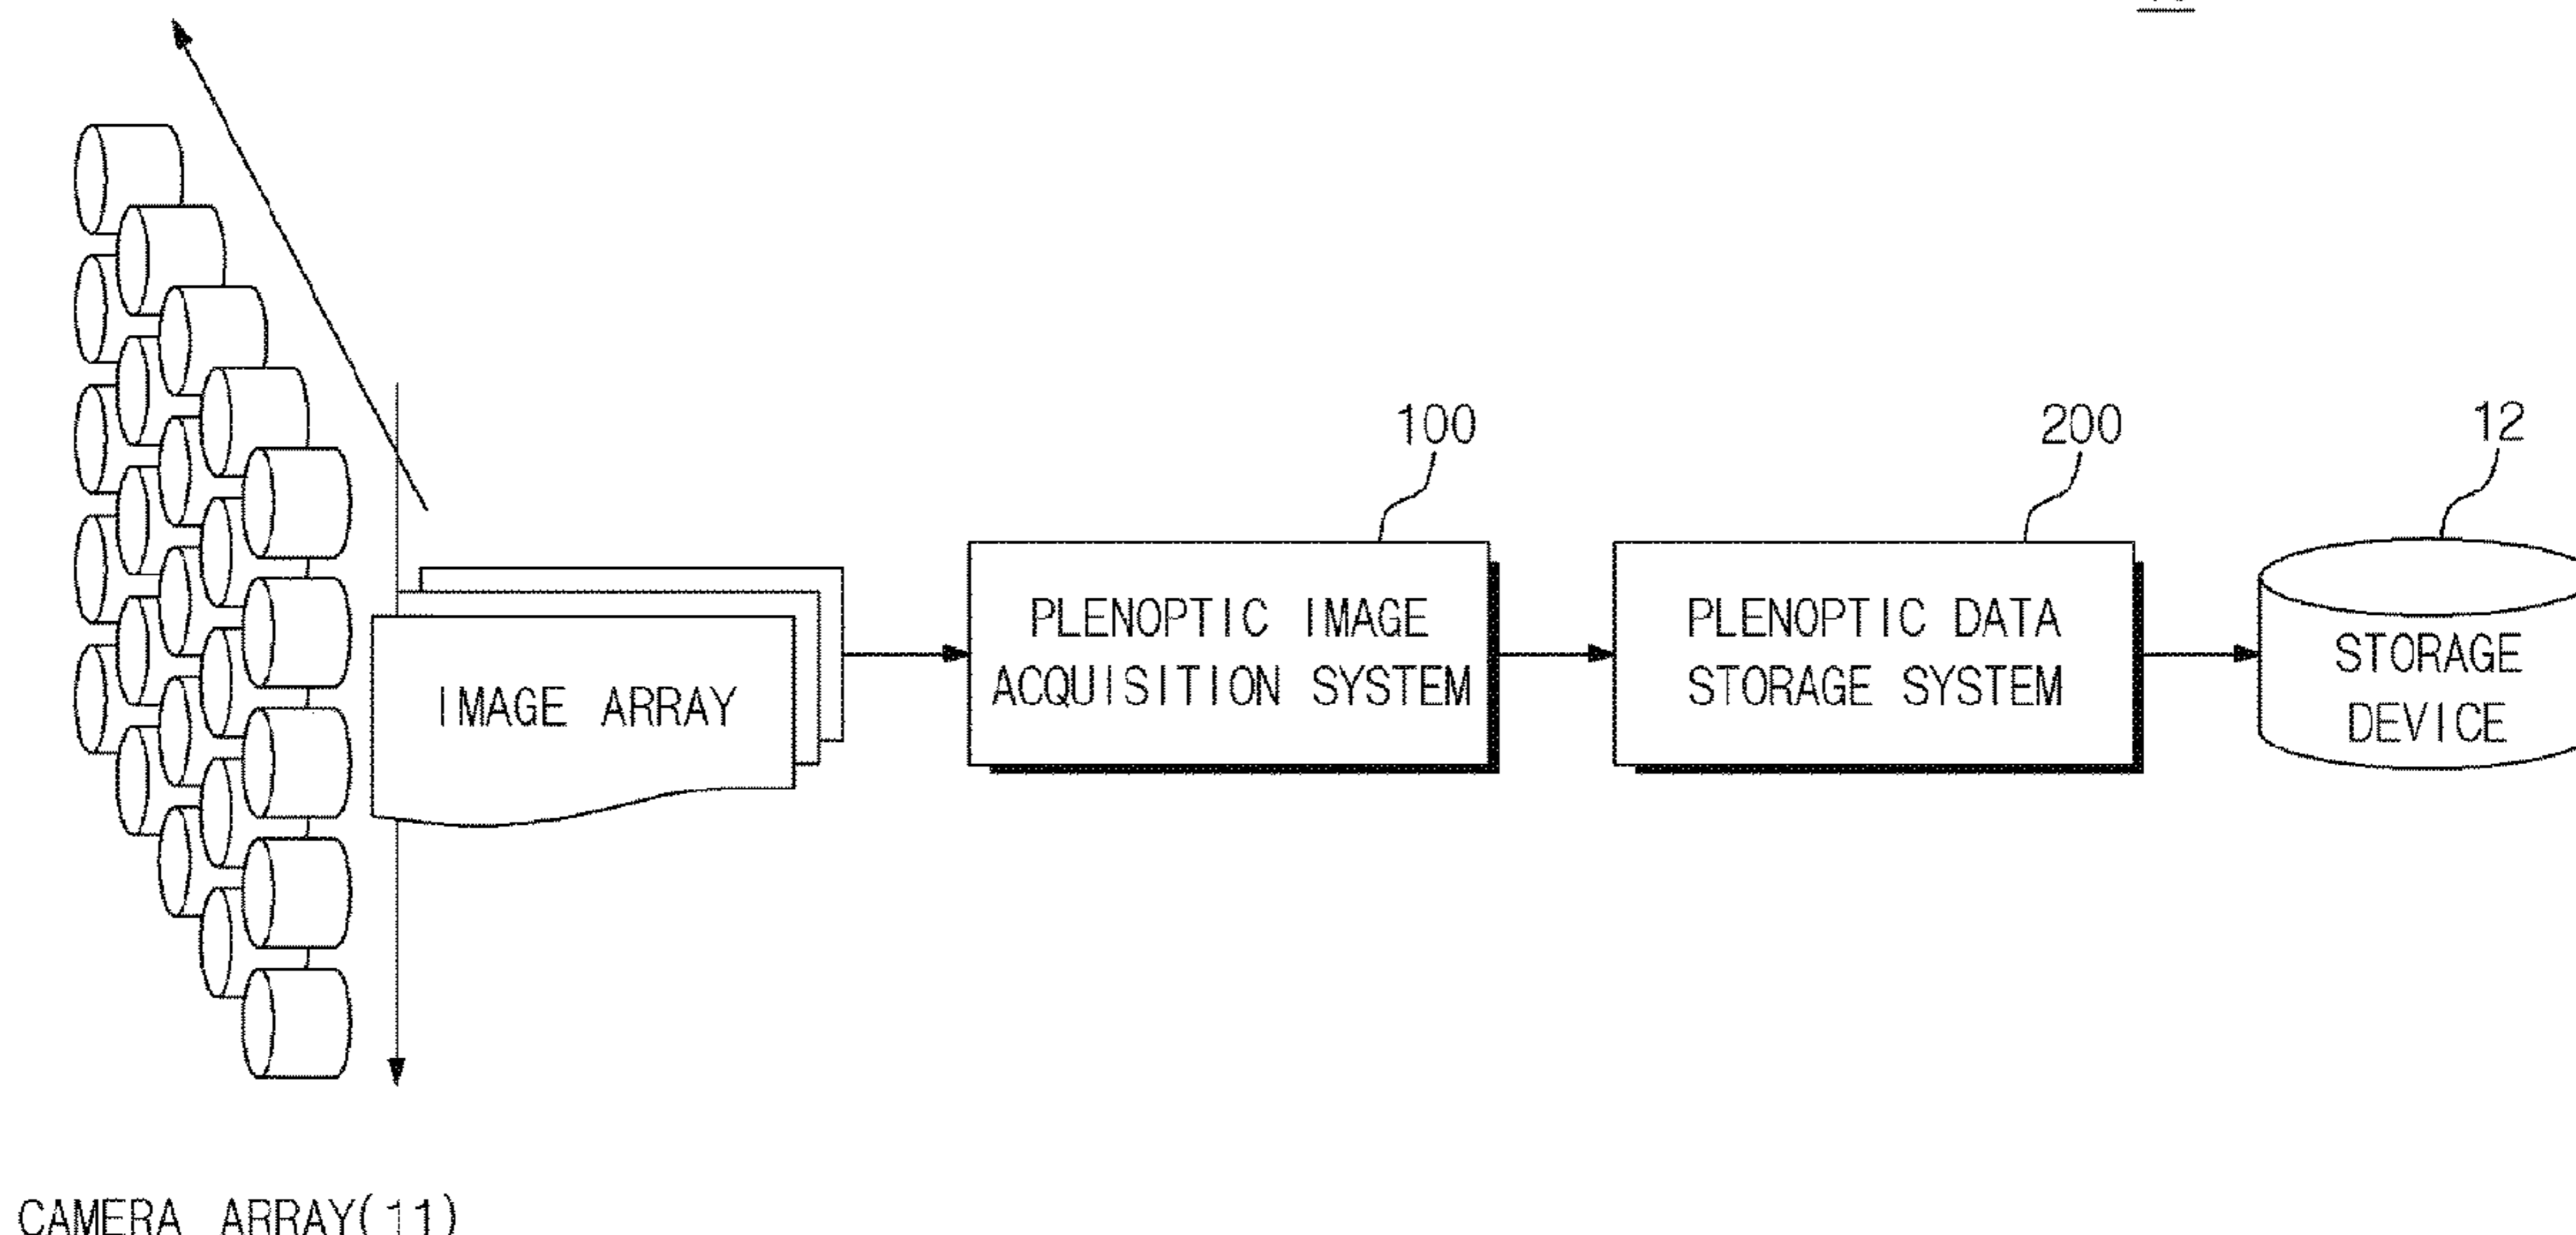 100
200
12
PLENOPTIC IMAGE
ACQUISITION SYSTEM
PLENOPTIC DATA
STORAGE SYSTEM
STORAGE
DEVICE
IMAGE ARRAY
CAMERA ARRAY(11)